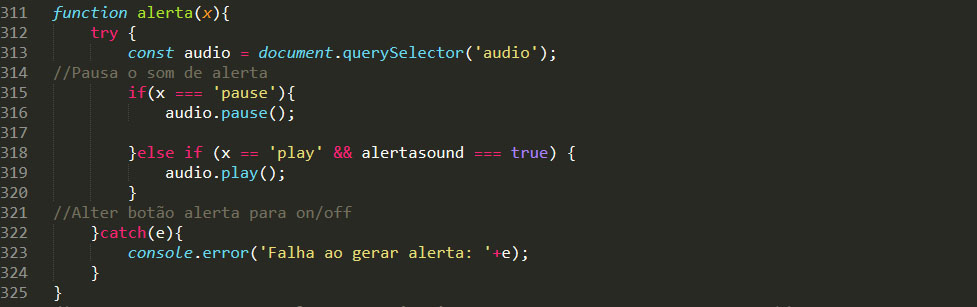 311 function alerta(x){
312 try {
313 const audio = document.querySelector('audio');
314 //Pausa o som de alerta
315 if(x === 'pause'){
316 audio.pause();
317
318 }else if (x == 'play' && alertasound === true) {
319 audio.play();
320 }
321 //Alter botão alerta para on/off
322 }catch(e){
323 console.error('Falha ao gerar alerta: '+e);
324 }
325 }